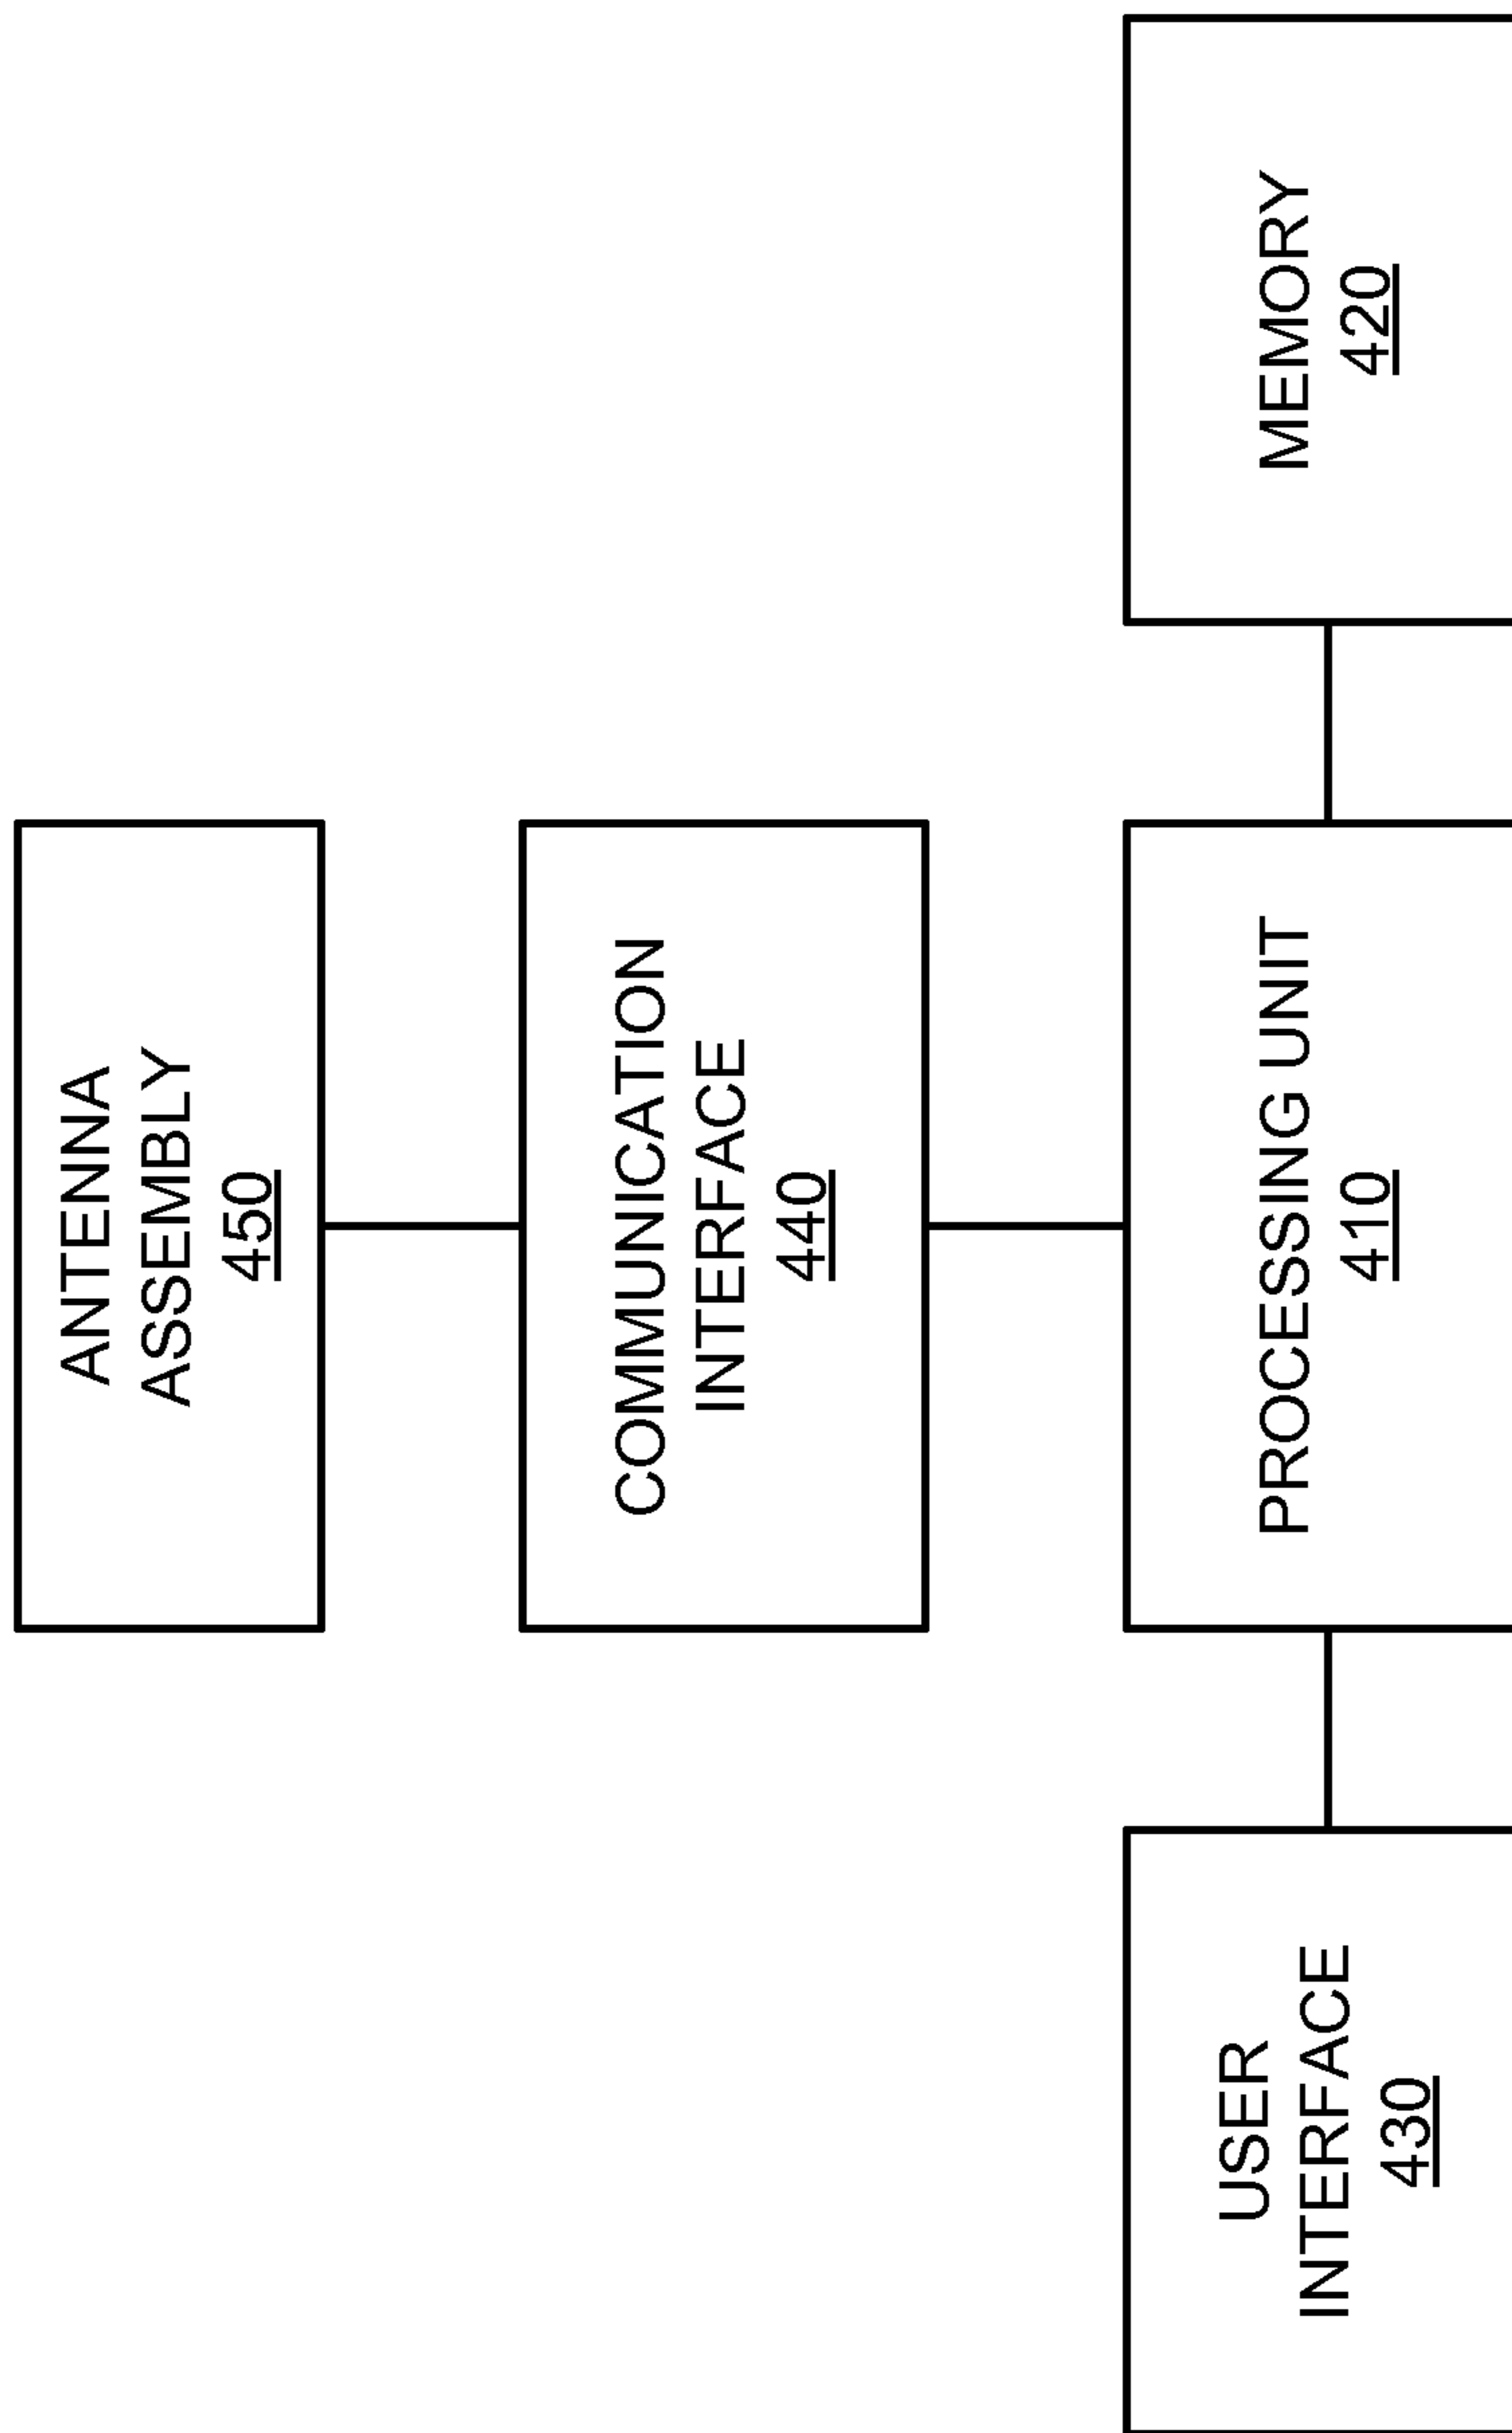 ANTENNA
ASSEMBLY
450
COMMUNICATION
INTERFACE
440
USER
INTERFACE
430
PROCESSING UNIT
410
MEMORY
420